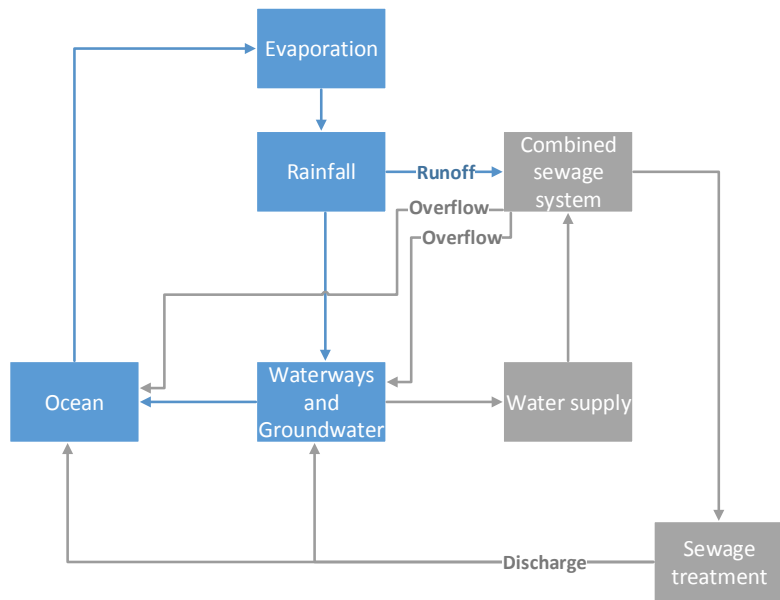 Evaporation
Rainfall
Runoff
Combined
sewage
system
Overflow
Overflow
Ocean
Waterways
and
Groundwater
Water supply
Discharge
Sewage
treatment